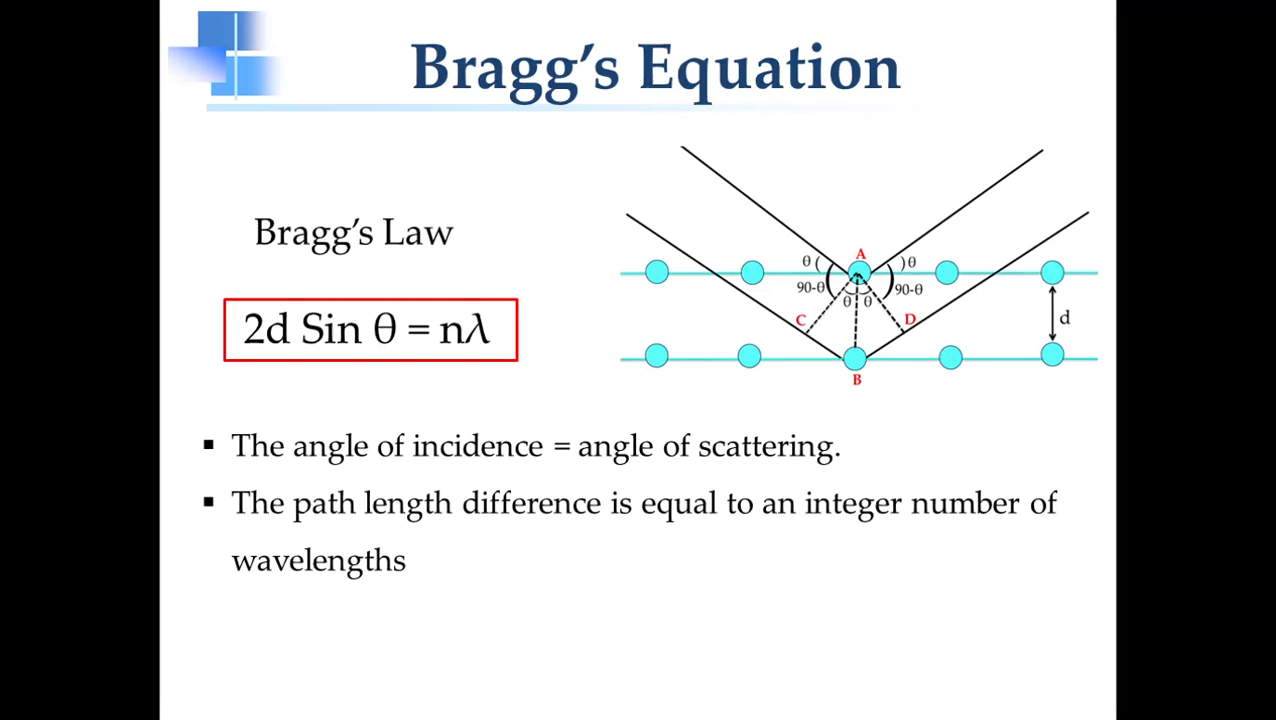 Bragg’s Equation
Bragg’s Law
2d Sin θ = nλ
A
θ (
) θ
90-θ
90-θ
θ
θ
C
D
d
B
▪ The angle of incidence = angle of scattering.
▪ The path length difference is equal to an integer number of
wavelengths